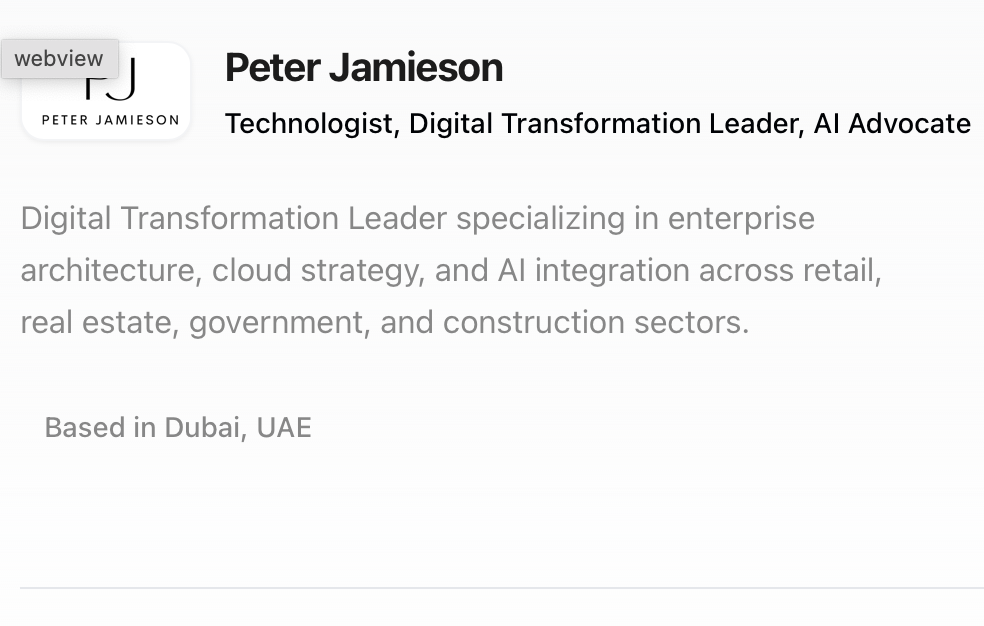 webview
PJ
PETER JAMIESON
Peter Jamieson
Technologist, Digital Transformation Leader, AI Advocate
Digital Transformation Leader specializing in enterprise
architecture, cloud strategy, and AI integration across retail,
real estate, government, and construction sectors.
Based in Dubai, UAE